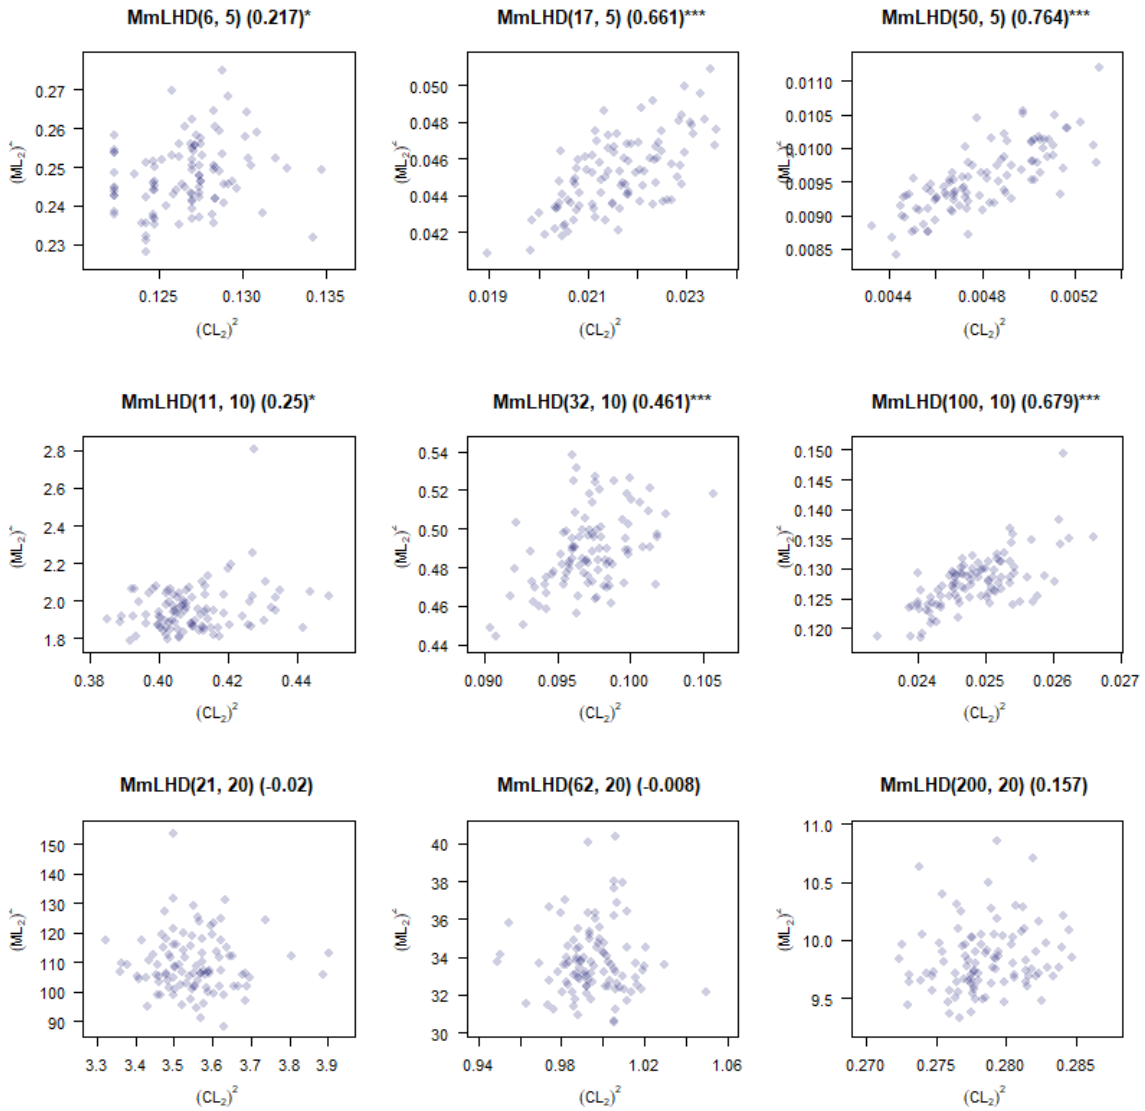 MmLHD(6, 5) (0.217)*
0.27
0.26
0.25
0.24
0.23
(ML₂)²
0.125 0.130 0.135
(CL₂)²
MmLHD(17, 5) (0.661)***
0.050
0.048
0.046
0.044
0.042
(ML₂)²
0.019 0.021 0.023
(CL₂)²
MmLHD(50, 5) (0.764)***
0.0110
0.0105
0.0100
0.0095
0.0090
0.0085
(ML₂)²
0.0044 0.0048 0.0052
(CL₂)²
MmLHD(11, 10) (0.25)*
2.8
2.6
2.4
2.2
2.0
1.8
(ML₂)²
0.38 0.40 0.42 0.44
(CL₂)²
MmLHD(32, 10) (0.461)***
0.54
0.52
0.50
0.48
0.46
0.44
(ML₂)²
0.090 0.095 0.100 0.105
(CL₂)²
MmLHD(100, 10) (0.679)***
0.150
0.145
0.140
0.135
0.130
0.125
0.120
(ML₂)²
0.024 0.025 0.026 0.027
(CL₂)²
MmLHD(21, 20) (-0.02)
150
140
130
120
110
100
90
(ML₂)²
3.3 3.4 3.5 3.6 3.7 3.8 3.9
(CL₂)²
MmLHD(62, 20) (-0.008)
40
38
36
34
32
30
(ML₂)²
0.94 0.98 1.02 1.06
(CL₂)²
MmLHD(200, 20) (0.157)
11.0
10.5
10.0
9.5
(ML₂)²
0.270 0.275 0.280 0.285
(CL₂)²